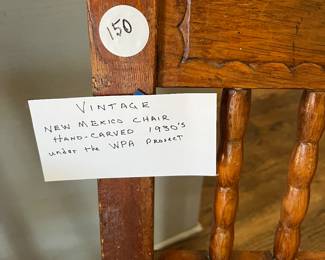 150
VINTAGE
NEW MEXICO CHAIR
HAND-CARVED 1930's
under the WPA PROJECT